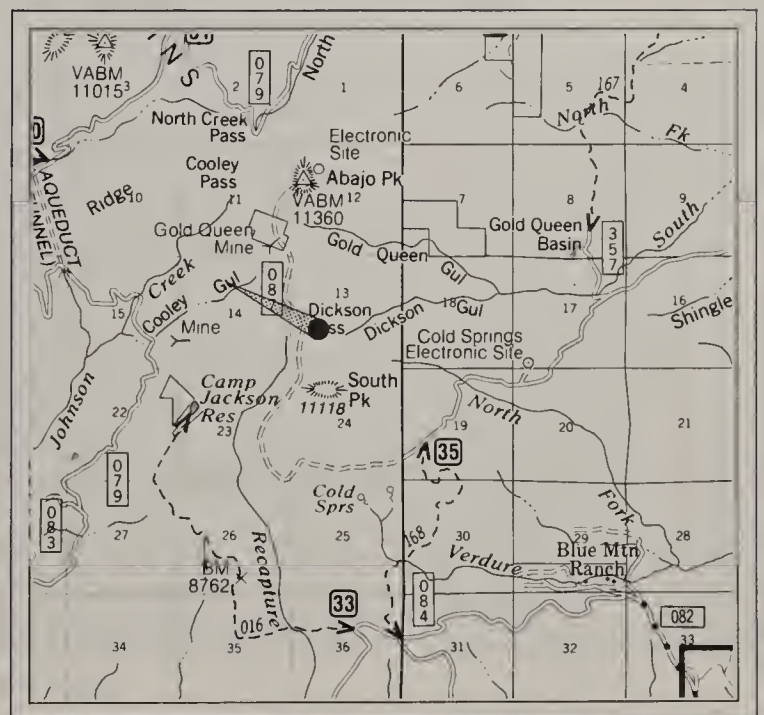 VABM
11015³
N
S
079
North
2
1
6
5
167
4
North Creek
Pass
North
Fk
Electronic
Site
Cooley
Pass
Abajo Pk
VABM
11360
12
Ridge
10
11
7
8
9
AQUEDUCT
Gold Queen
Mine
Gold Queen
Gul
Gold Queen
Basin
357
South
Creek
08
Gul
13
Dickson
18
Gul
17
16
Shingle
15
Cooley
14
Dickson
Mine
Cold Springs
Electronic Site
Johnson
Camp
Jackson
Res
South
Pk
11118
24
22
23
North
19
20
21
35
079
083
Cold
Sprs
Fork
27
26
25
168
30
29
28
Recapture
Verdure
Blue Mtn
Ranch
BM
8762
084
016
33
082
34
35
36
31
32
33